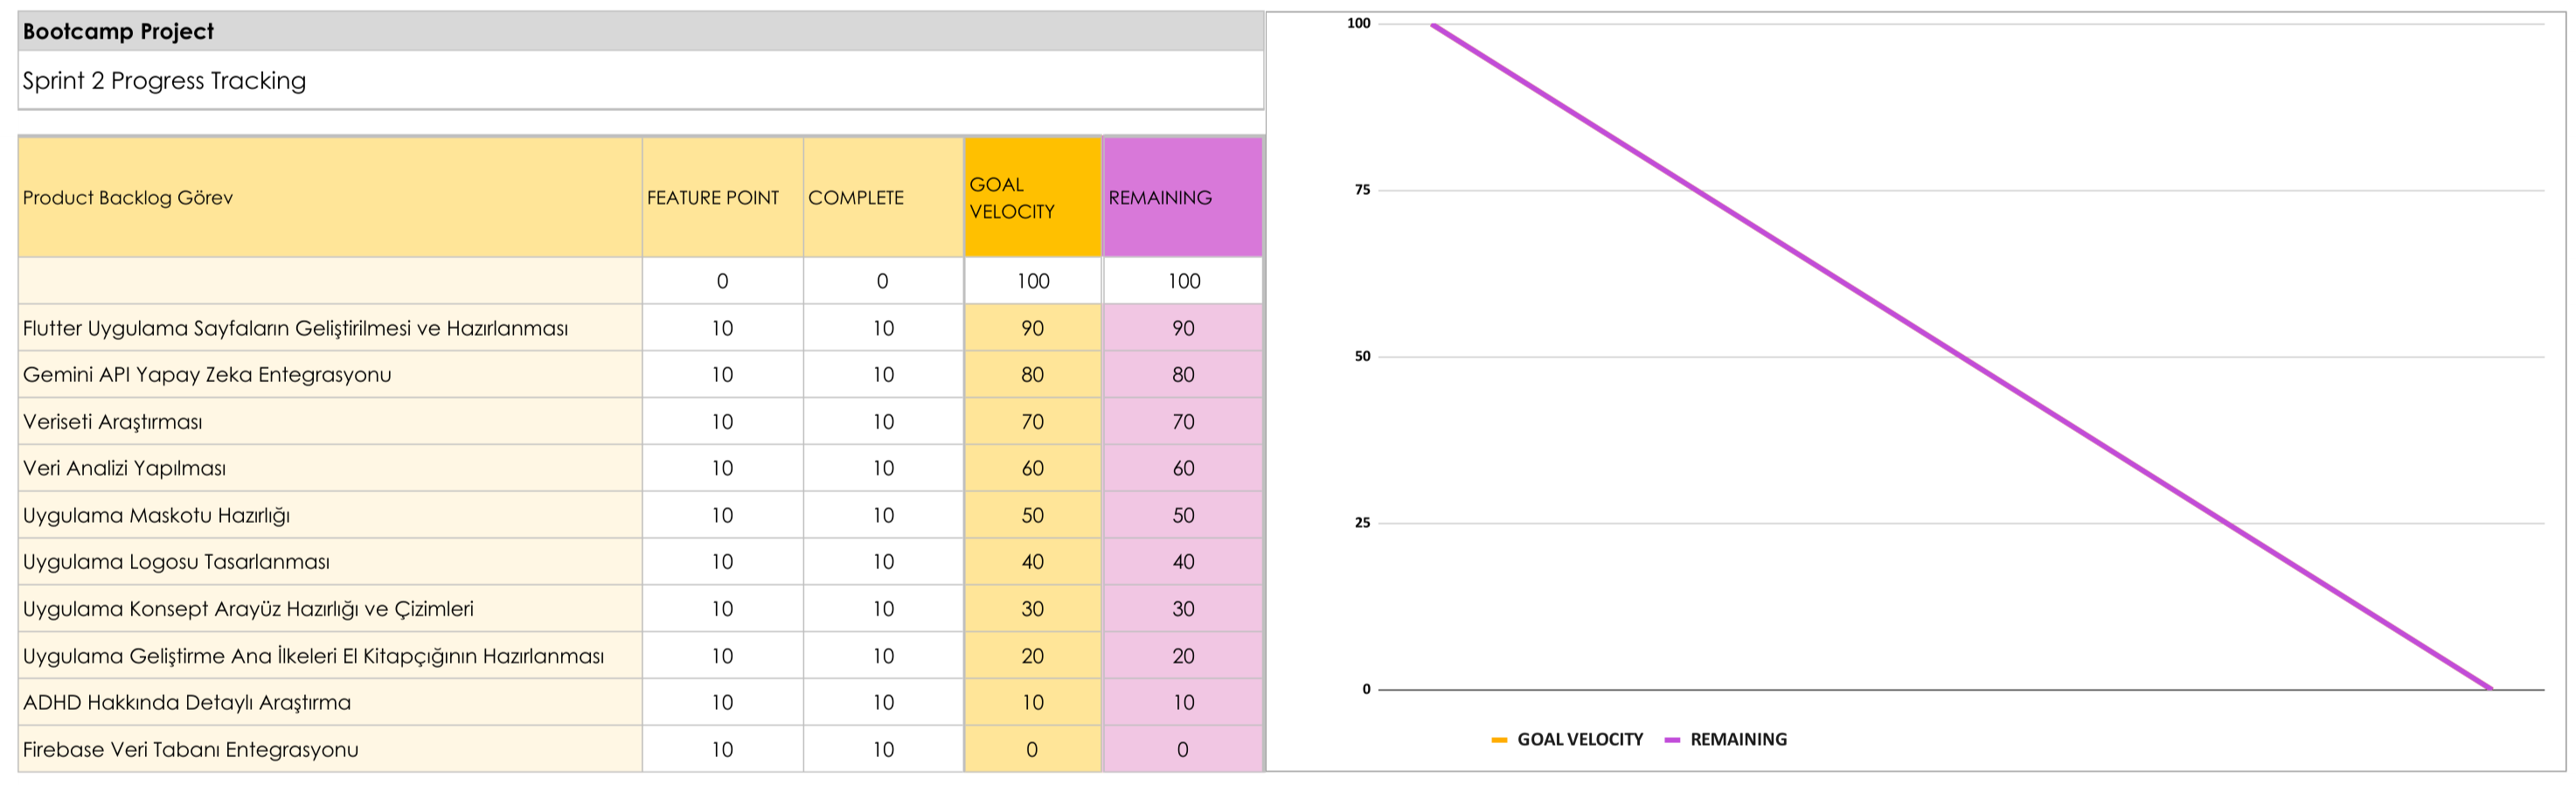 Bootcamp Project
Sprint 2 Progress Tracking
Product Backlog Görev FEATURE POINT COMPLETE GOAL VELOCITY REMAINING
0 0 100 100
Flutter Uygulama Sayfaların Geliştirilmesi ve Hazırlanması 10 10 90 90
Gemini API Yapay Zeka Entegrasyonu 10 10 80 80
Veriseti Araştırması 10 10 70 70
Veri Analizi Yapılması 10 10 60 60
Uygulama Maskotu Hazırlığı 10 10 50 50
Uygulama Logosu Tasarlanması 10 10 40 40
Uygulama Konsept Arayüz Hazırlığı ve Çizimleri 10 10 30 30
Uygulama Geliştirme Ana İlkeleri El Kitapçığının Hazırlanması 10 10 20 20
ADHD Hakkında Detaylı Araştırma 10 10 10 10
Firebase Veri Tabanı Entegrasyonu 10 10 0 0
100
75
50
25
0
GOAL VELOCITY REMAINING